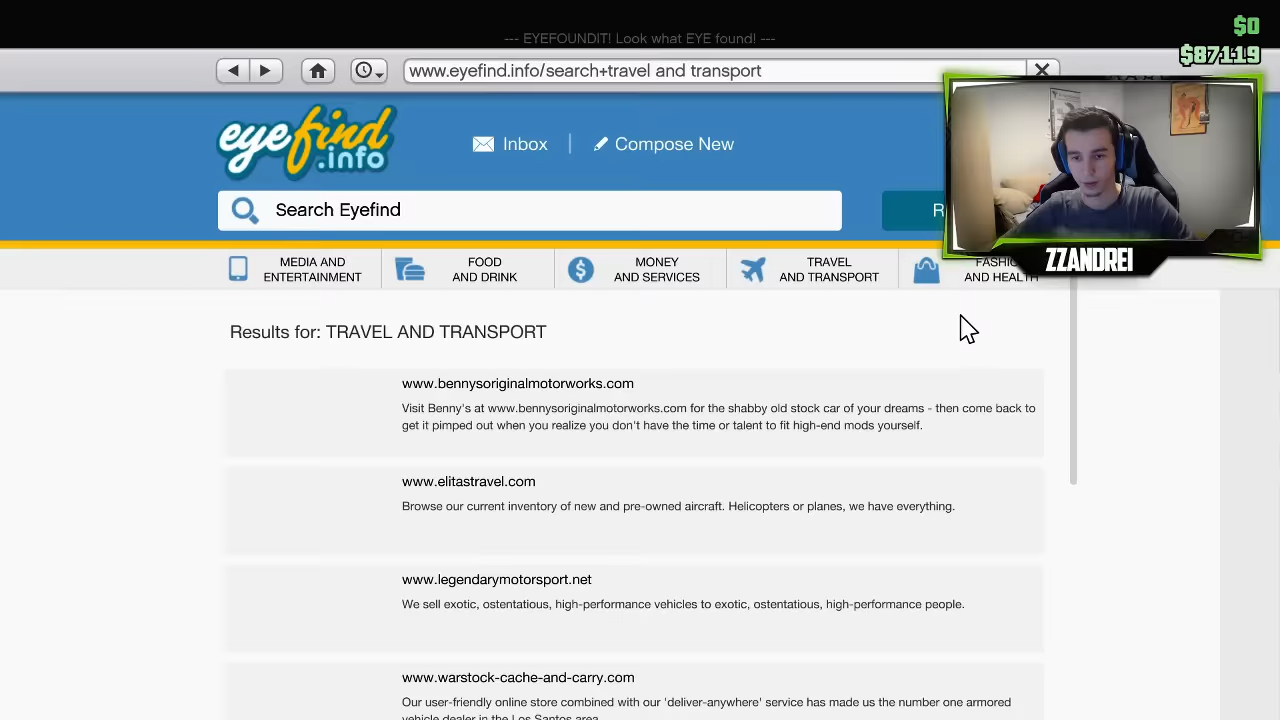 --- EYEFOUNDIT! Look what EYE found! ---
$0
$87119
www.eyefind.info/search+travel and transport
eyefind
.info
Inbox
Compose New
Search Eyefind
R
ZZANDREI
MEDIA AND
ENTERTAINMENT
FOOD
AND DRINK
MONEY
AND SERVICES
TRAVEL
AND TRANSPORT
FASHI
AND HEALTH
Results for: TRAVEL AND TRANSPORT
www.bennysoriginalmotorworks.com
Visit Benny's at www.bennysoriginalmotorworks.com for the shabby old stock car of your dreams - then come back to
get it pimped out when you realize you don't have the time or talent to fit high-end mods yourself.
www.elitastravel.com
Browse our current inventory of new and pre-owned aircraft. Helicopters or planes, we have everything.
www.legendarymotorsport.net
We sell exotic, ostentatious, high-performance vehicles to exotic, ostentatious, high-performance people.
www.warstock-cache-and-carry.com
Our user-friendly online store combined with our 'deliver-anywhere' service has made us the number one armored
vehicle dealer in the Los Santos area.